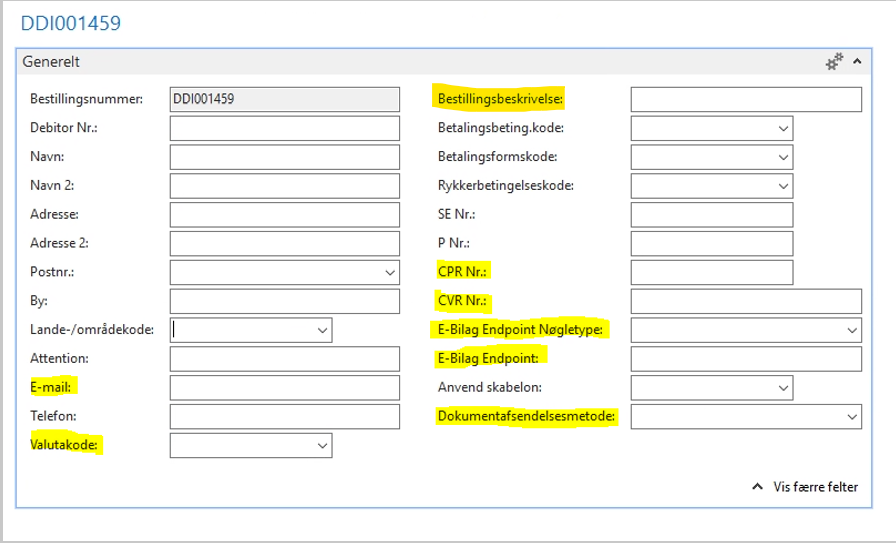 DDI001459
Generelt
Bestillingsnummer: DDI001459
Debitor Nr.:
Navn:
Navn 2:
Adresse:
Adresse 2:
Postnr.:
By:
Lande-/områdekode:
Attention:
E-mail:
Telefon:
Valutakode:
Bestillingsbeskrivelse:
Betalingsbeting.kode:
Betalingsformskode:
Rykkerbetingelseskode:
SE Nr.:
P Nr.:
CPR Nr.:
CVR Nr.:
E-Bilag Endpoint Nøgletype:
E-Bilag Endpoint:
Anvend skabelon:
Dokumentafsendelsesmetode:
Vis færre felter